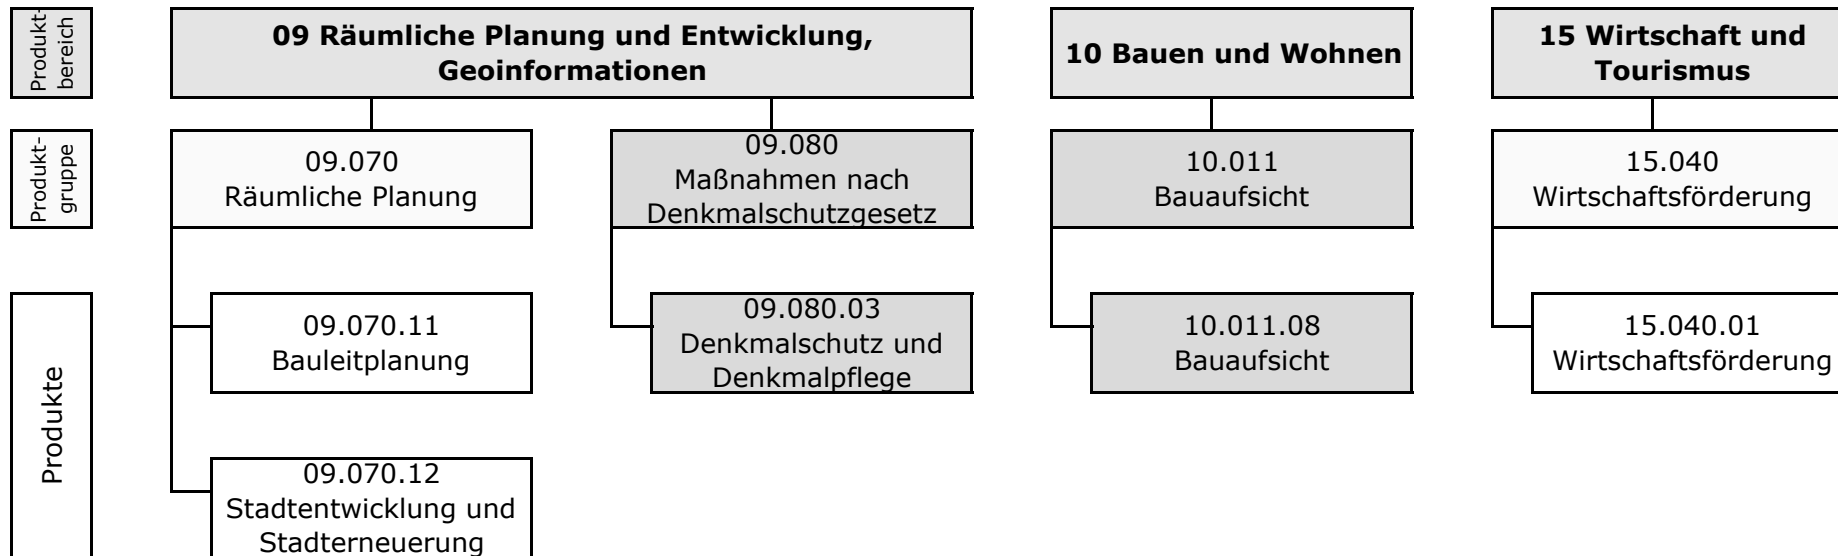 Produkt-
bereich
09 Räumliche Planung und Entwicklung,
Geoinformationen
10 Bauen und Wohnen
15 Wirtschaft und
Tourismus
Produkt-
gruppe
09.070
Räumliche Planung
09.080
Maßnahmen nach
Denkmalschutzgesetz
10.011
Bauaufsicht
15.040
Wirtschaftsförderung
Produkte
09.070.11
Bauleitplanung
09.080.03
Denkmalschutz und
Denkmalpflege
10.011.08
Bauaufsicht
15.040.01
Wirtschaftsförderung
09.070.12
Stadtentwicklung und
Stadterneuerung